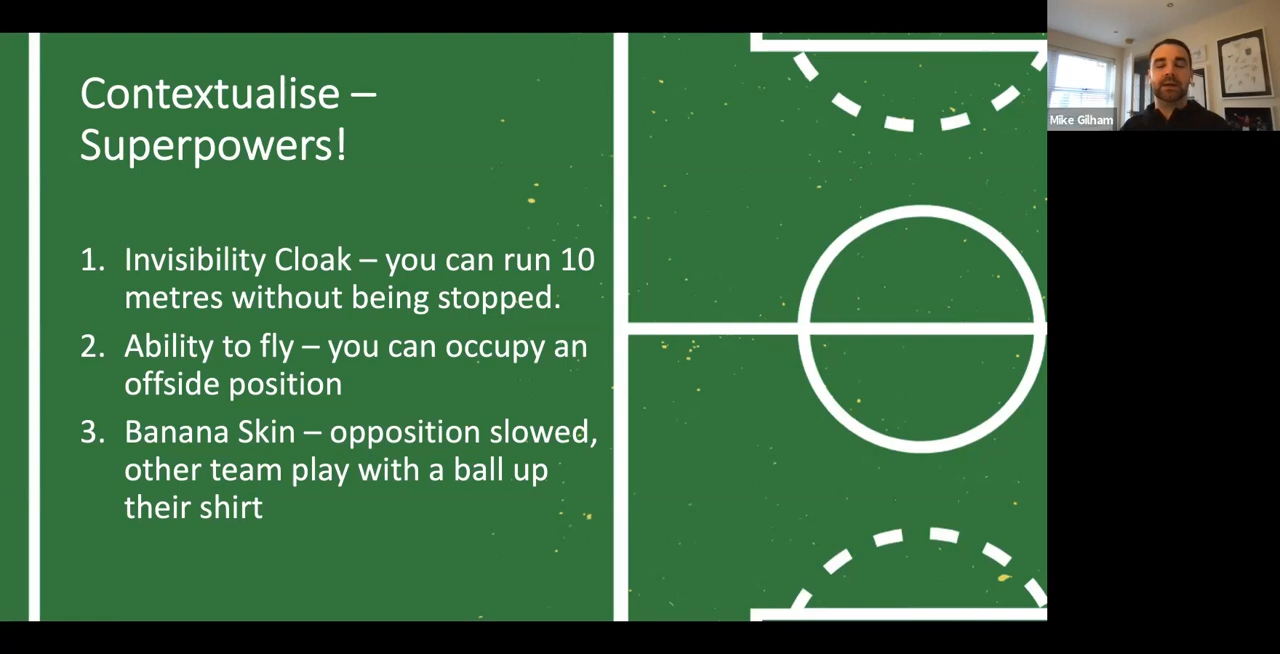 Contextualise –
Superpowers!
1. Invisibility Cloak – you can run 10
metres without being stopped.
2. Ability to fly – you can occupy an
offside position
3. Banana Skin – opposition slowed,
other team play with a ball up
their shirt
Mike Gilham